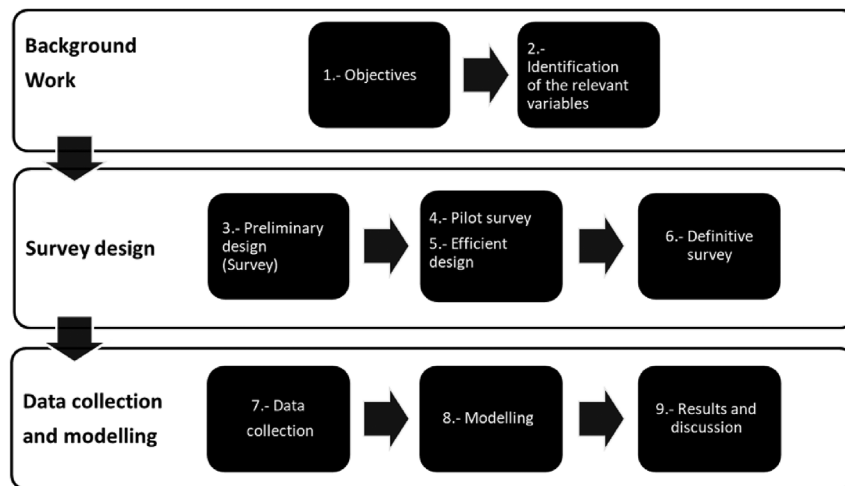 Background
Work
1.- Objectives
2.-
Identification
of the relevant
variables
Survey design
3.- Preliminary
design
(Survey)
4.- Pilot survey
5.- Efficient
design
6.- Definitive
survey
Data collection
and modelling
7.- Data
collection
8.- Modelling
9.- Results and
discussion